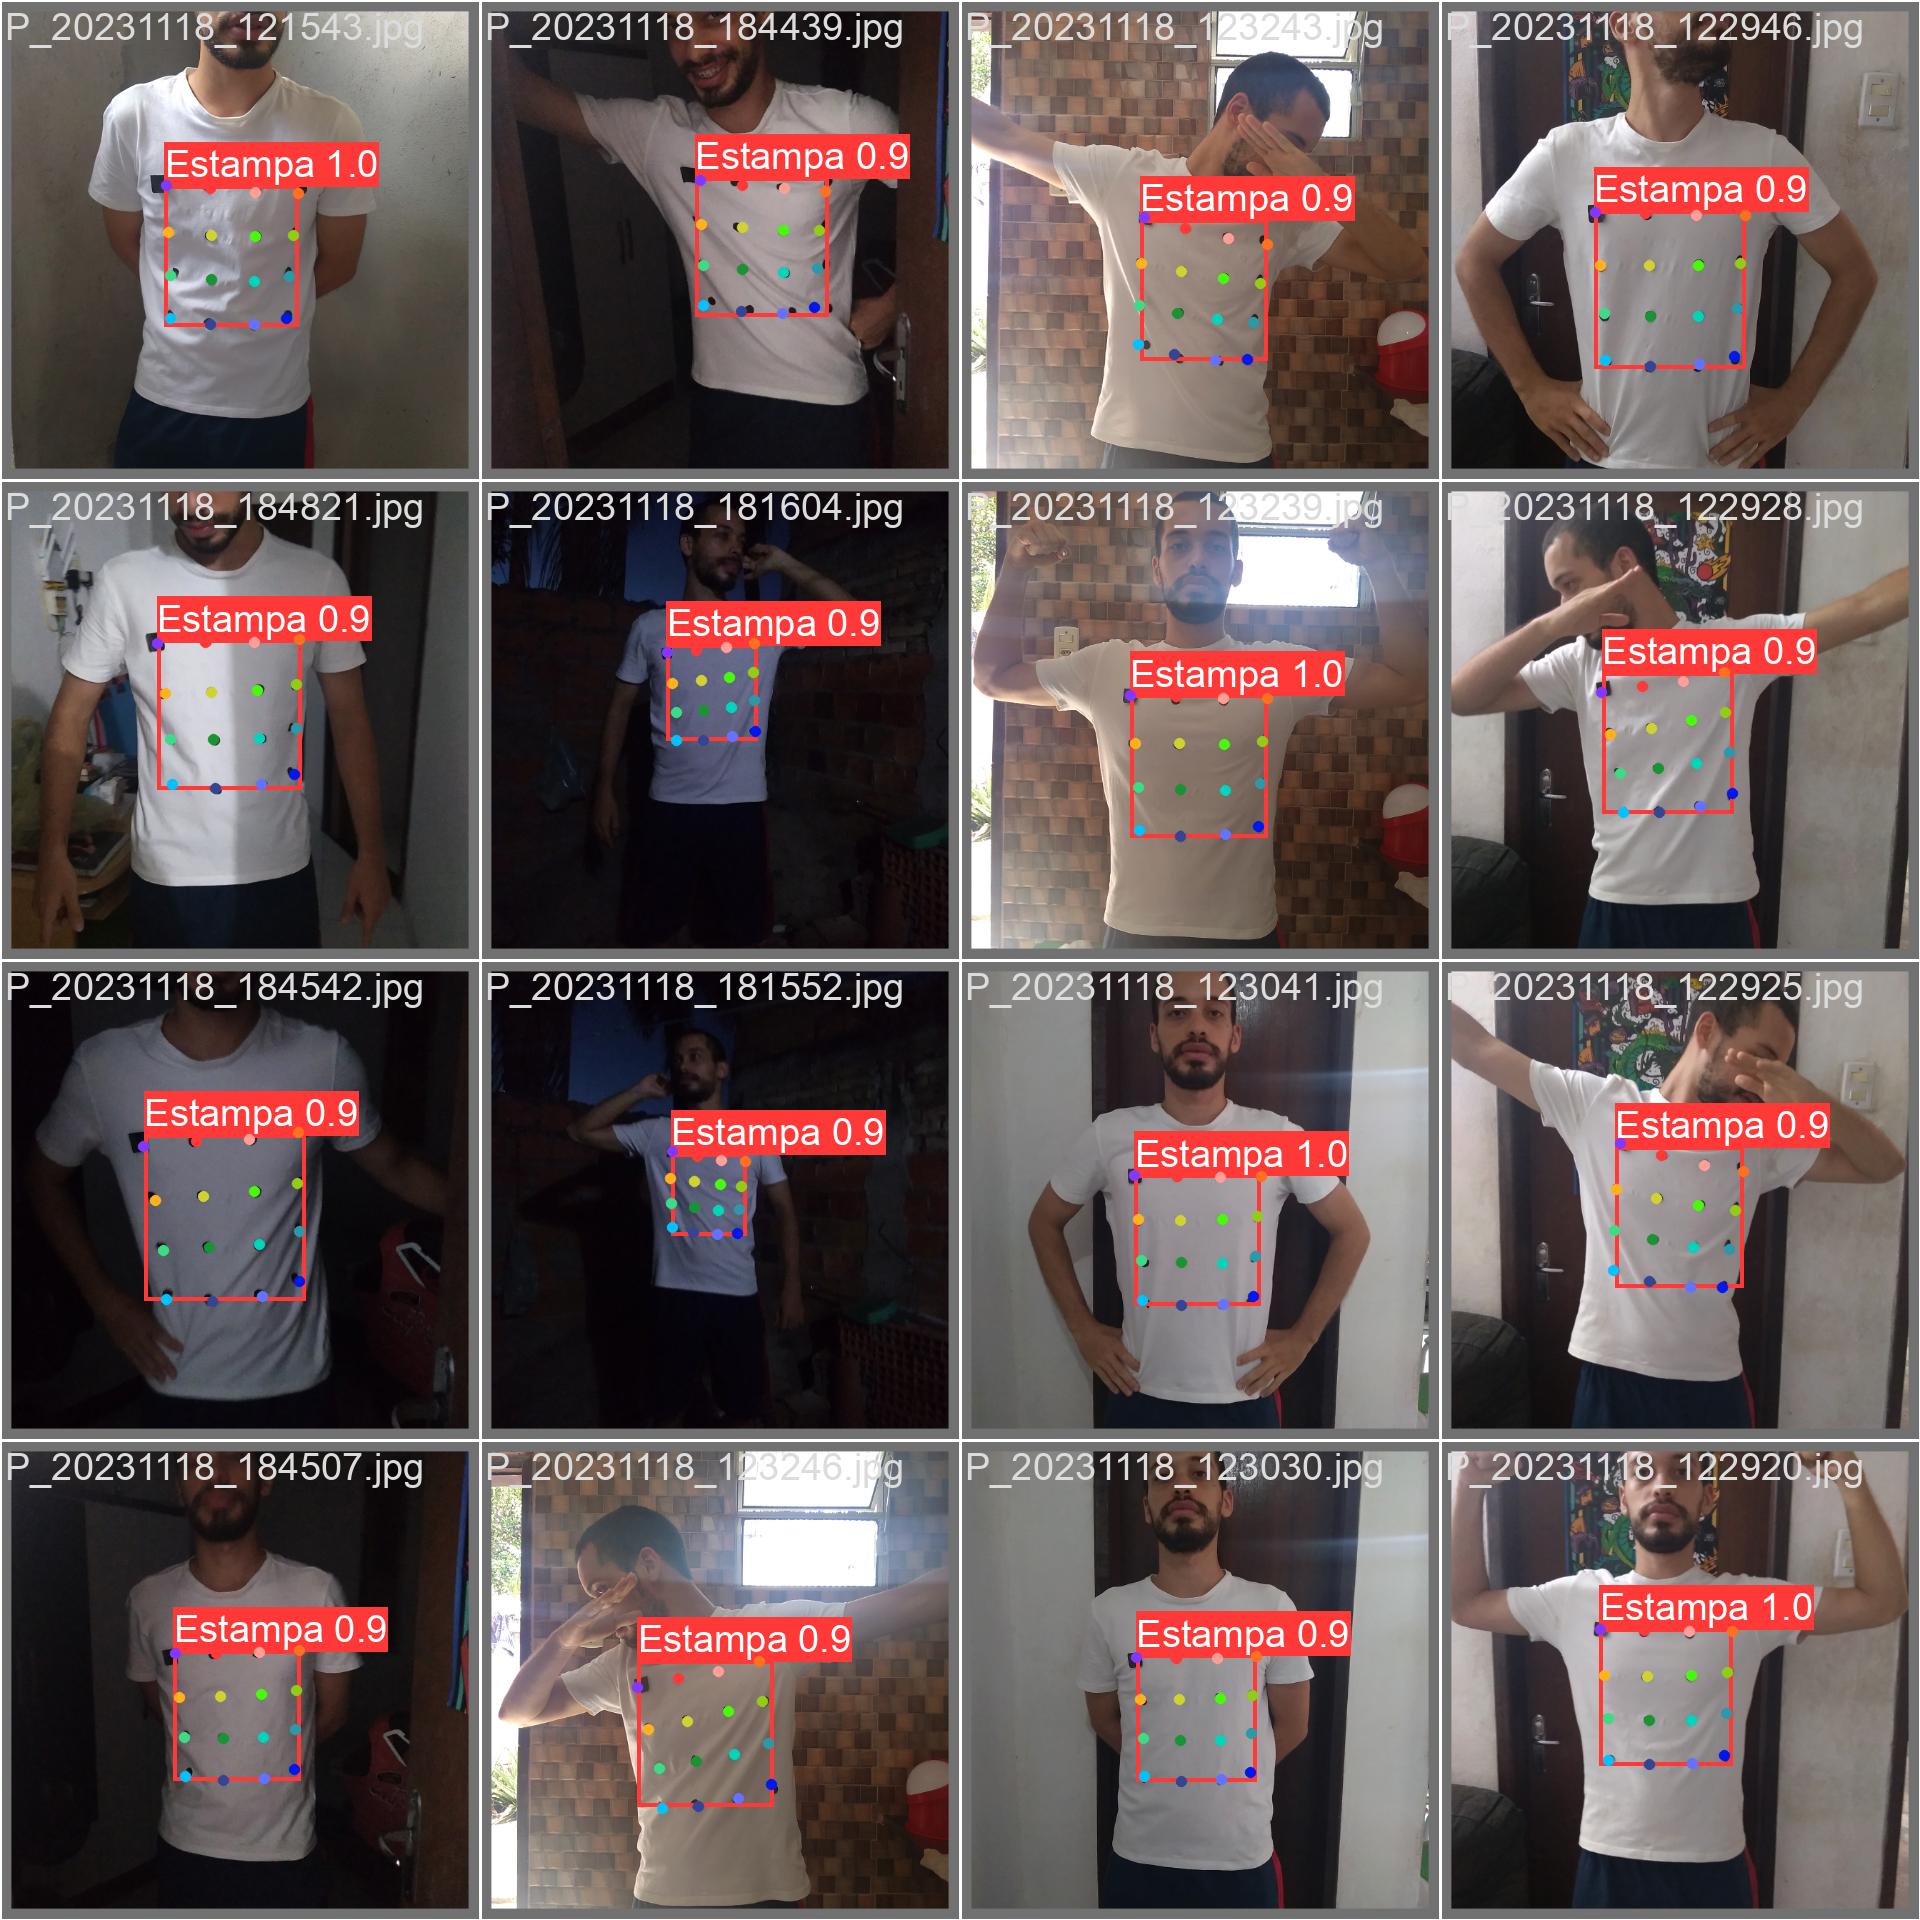 P_20231118_121543.jpg
P_20231118_184439.jpg
P_20231118_123243.jpg
P_20231118_122946.jpg
Estampa 1.0
Estampa 0.9
Estampa 0.9
Estampa 0.9
P_20231118_184821.jpg
P_20231118_181604.jpg
P_20231118_123239.jpg
P_20231118_122928.jpg
Estampa 0.9
Estampa 0.9
Estampa 1.0
Estampa 0.9
P_20231118_184542.jpg
P_20231118_181552.jpg
P_20231118_123041.jpg
P_20231118_122925.jpg
Estampa 0.9
Estampa 0.9
Estampa 1.0
Estampa 0.9
P_20231118_184507.jpg
P_20231118_123246.jpg
P_20231118_123030.jpg
P_20231118_122920.jpg
Estampa 0.9
Estampa 0.9
Estampa 0.9
Estampa 1.0